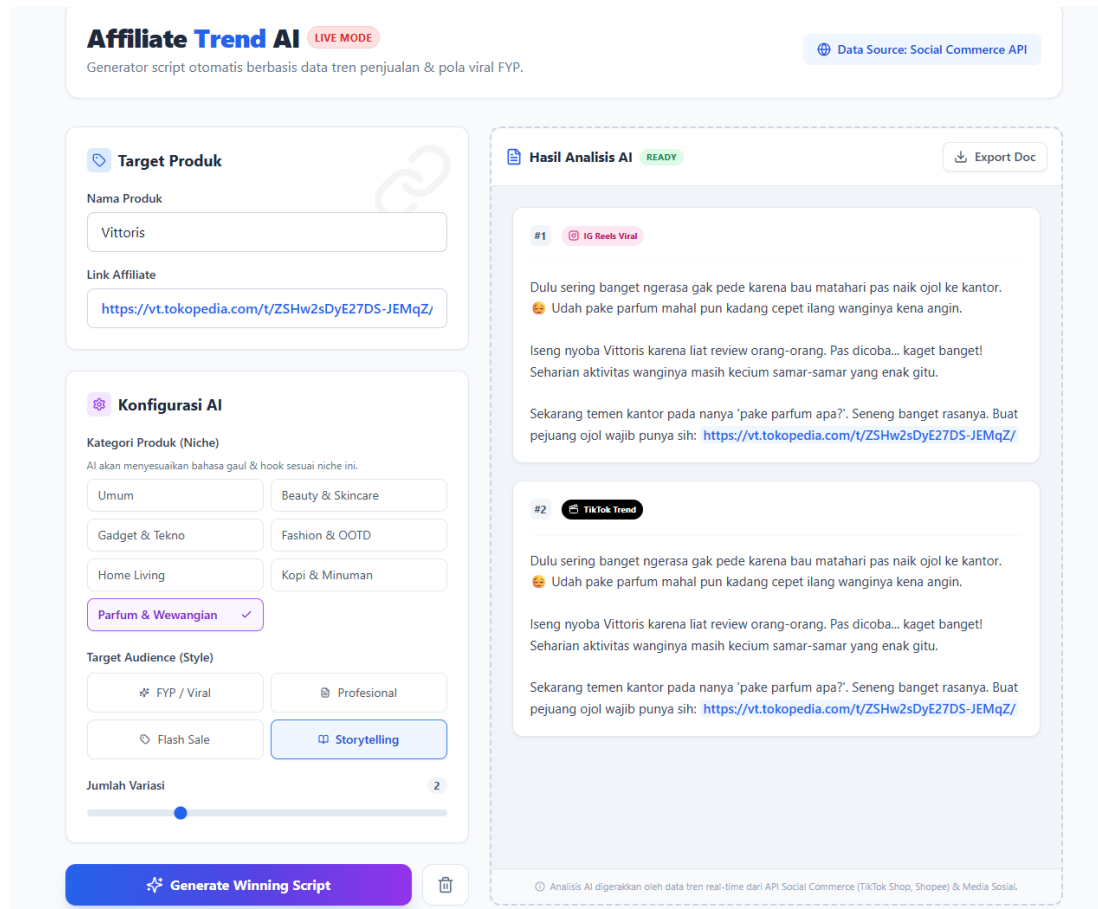 Affiliate Trend AI LIVE MODE
Generator script otomatis berbasis data tren penjualan & pola viral FYP.
Data Source: Social Commerce API
Target Produk
Nama Produk
Vittoris
Link Affiliate
https://vt.tokopedia.com/t/ZSHw2sDyE27DS-JEMqZ/
Konfigurasi AI
Kategori Produk (Niche)
AI akan menyesuaikan bahasa gaul & hook sesuai niche ini.
Umum
Beauty & Skincare
Gadget & Tekno
Fashion & OOTD
Home Living
Kopi & Minuman
Parfum & Wewangian
Target Audience (Style)
FYP / Viral
Profesional
Flash Sale
Storytelling
Jumlah Variasi
2
Generate Winning Script
Hasil Analisis AI READY
Export Doc
#1 IG Reels Viral
Dulu sering banget ngerasa gak pede karena bau matahari pas naik ojol ke kantor.
🥵 Udah pake parfum mahal pun kadang cepet ilang wanginya kena angin.
Iseng nyoba Vittoris karena liat review orang-orang. Pas dicoba... kaget banget!
Seharian aktivitas wanginya masih kecium samar-samar yang enak gitu.
Sekarang temen kantor pada nanya 'pake parfum apa?'. Seneng banget rasanya. Buat
pejuang ojol wajib punya sih: https://vt.tokopedia.com/t/ZSHw2sDyE27DS-JEMqZ/
#2 TikTok Trend
Dulu sering banget ngerasa gak pede karena bau matahari pas naik ojol ke kantor.
🥵 Udah pake parfum mahal pun kadang cepet ilang wanginya kena angin.
Iseng nyoba Vittoris karena liat review orang-orang. Pas dicoba... kaget banget!
Seharian aktivitas wanginya masih kecium samar-samar yang enak gitu.
Sekarang temen kantor pada nanya 'pake parfum apa?'. Seneng banget rasanya. Buat
pejuang ojol wajib punya sih: https://vt.tokopedia.com/t/ZSHw2sDyE27DS-JEMqZ/
Analisis AI digerakkan oleh data tren real-time dari API Social Commerce (TikTok Shop, Shopee) & Media Sosial.